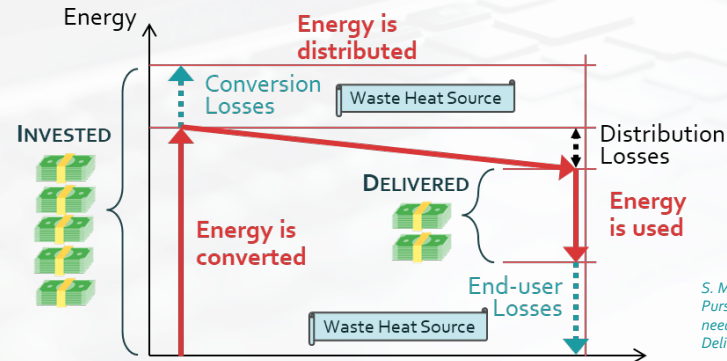 Energy
Energy is
distributed
Conversion
Losses
Waste Heat Source
INVESTED
Distribution
Losses
DELIVERED
Energy is
converted
Energy
is used
End-user
Losses
Waste Heat Source
S. M
Purs
need
Deli